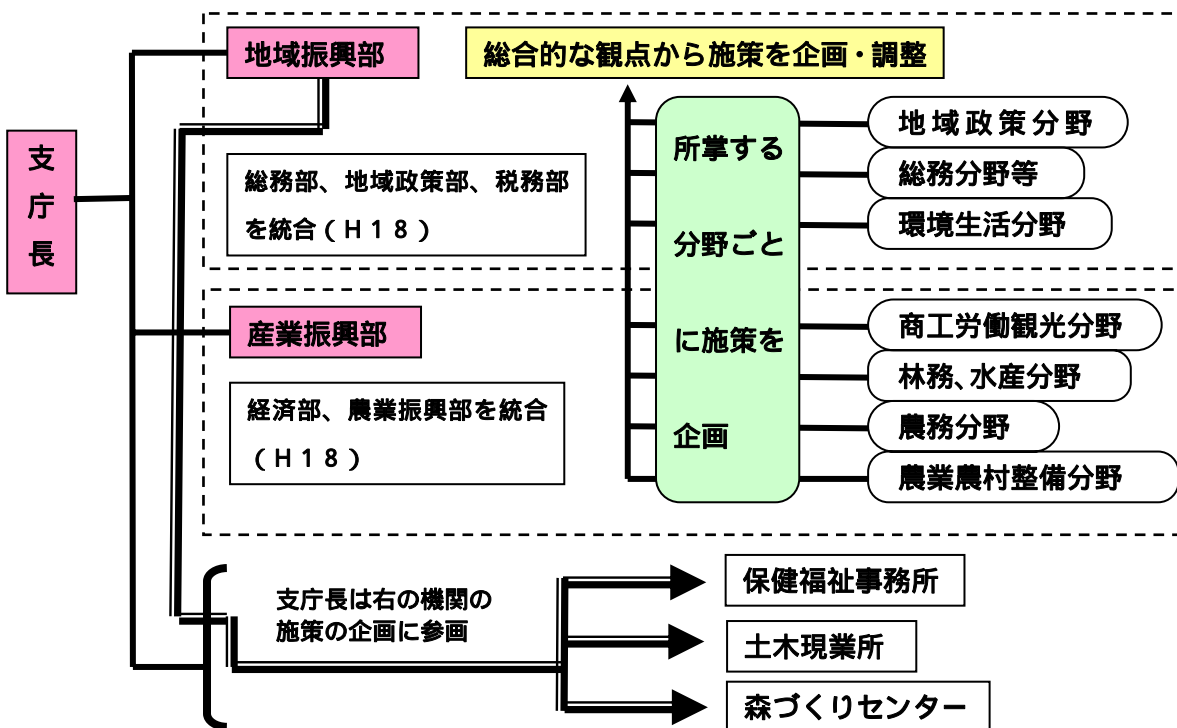 支庁長
地域振興部
総合的な観点から施策を企画・調整
総務部、地域政策部、税務部
を統合（Ｈ１８）
所掌する
分野ごと
に施策を
企画
地域政策分野
総務分野等
環境生活分野
産業振興部
経済部、農業振興部を統合
（Ｈ１８）
商工労働観光分野
林務、水産分野
農務分野
農業農村整備分野
支庁長は右の機関の
施策の企画に参画
保健福祉事務所
土木現業所
森づくりセンター